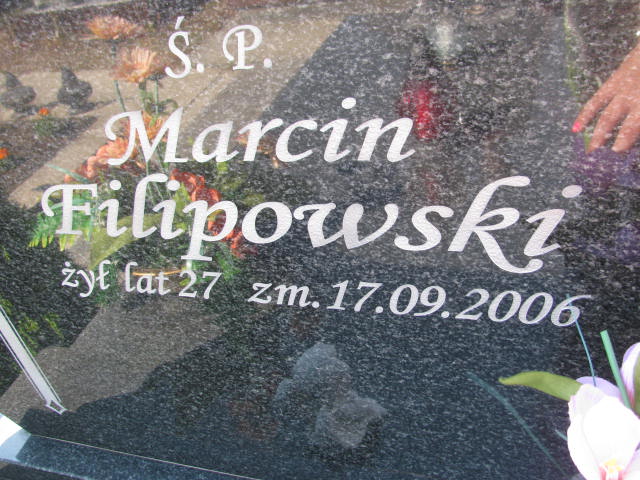 Ś. P.
Marcin
Filipowski
żył lat 27 zm. 17.09.2006